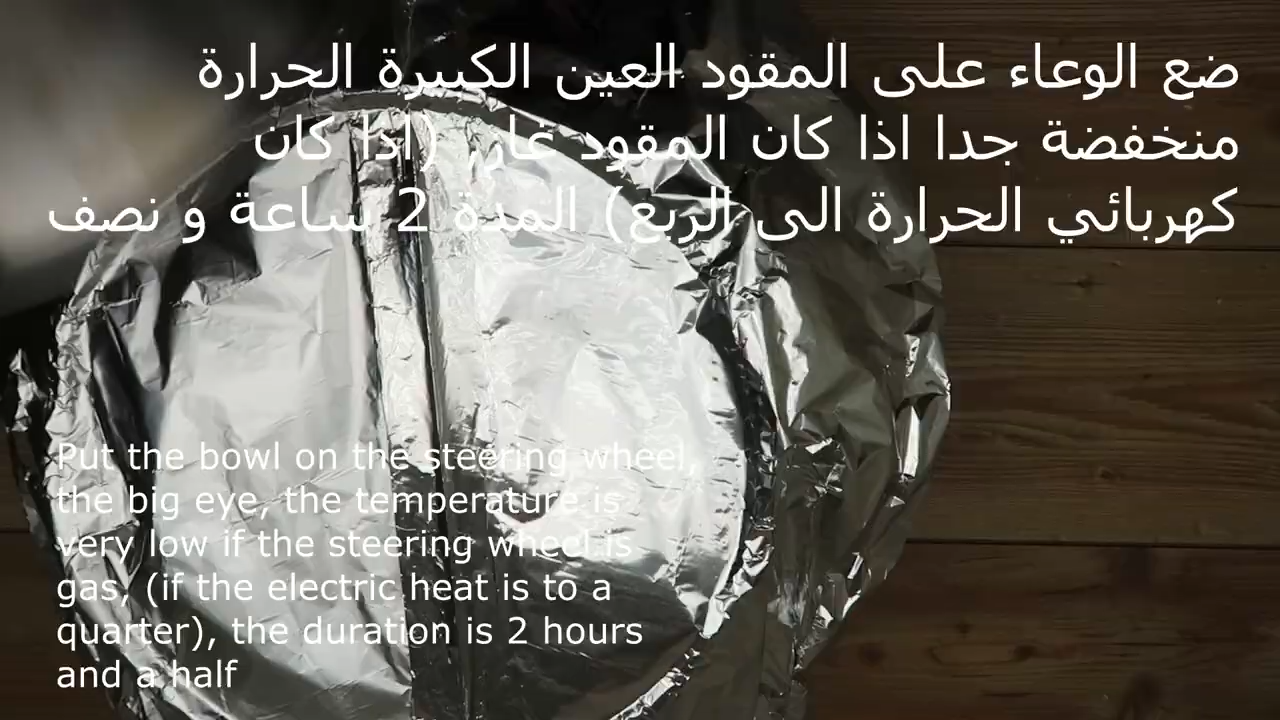 ضع الوعاء على المقود العين الكبيرة الحرارة
منخفضة جدا اذا كان المقود غاز, (اذا كان
كهربائي الحرارة الى الربع) المدة 2 ساعة و نصف
Put the bowl on the steering wheel,
the big eye, the temperature is
very low if the steering wheel is
gas, (if the electric heat is to a
quarter), the duration is 2 hours
and a half